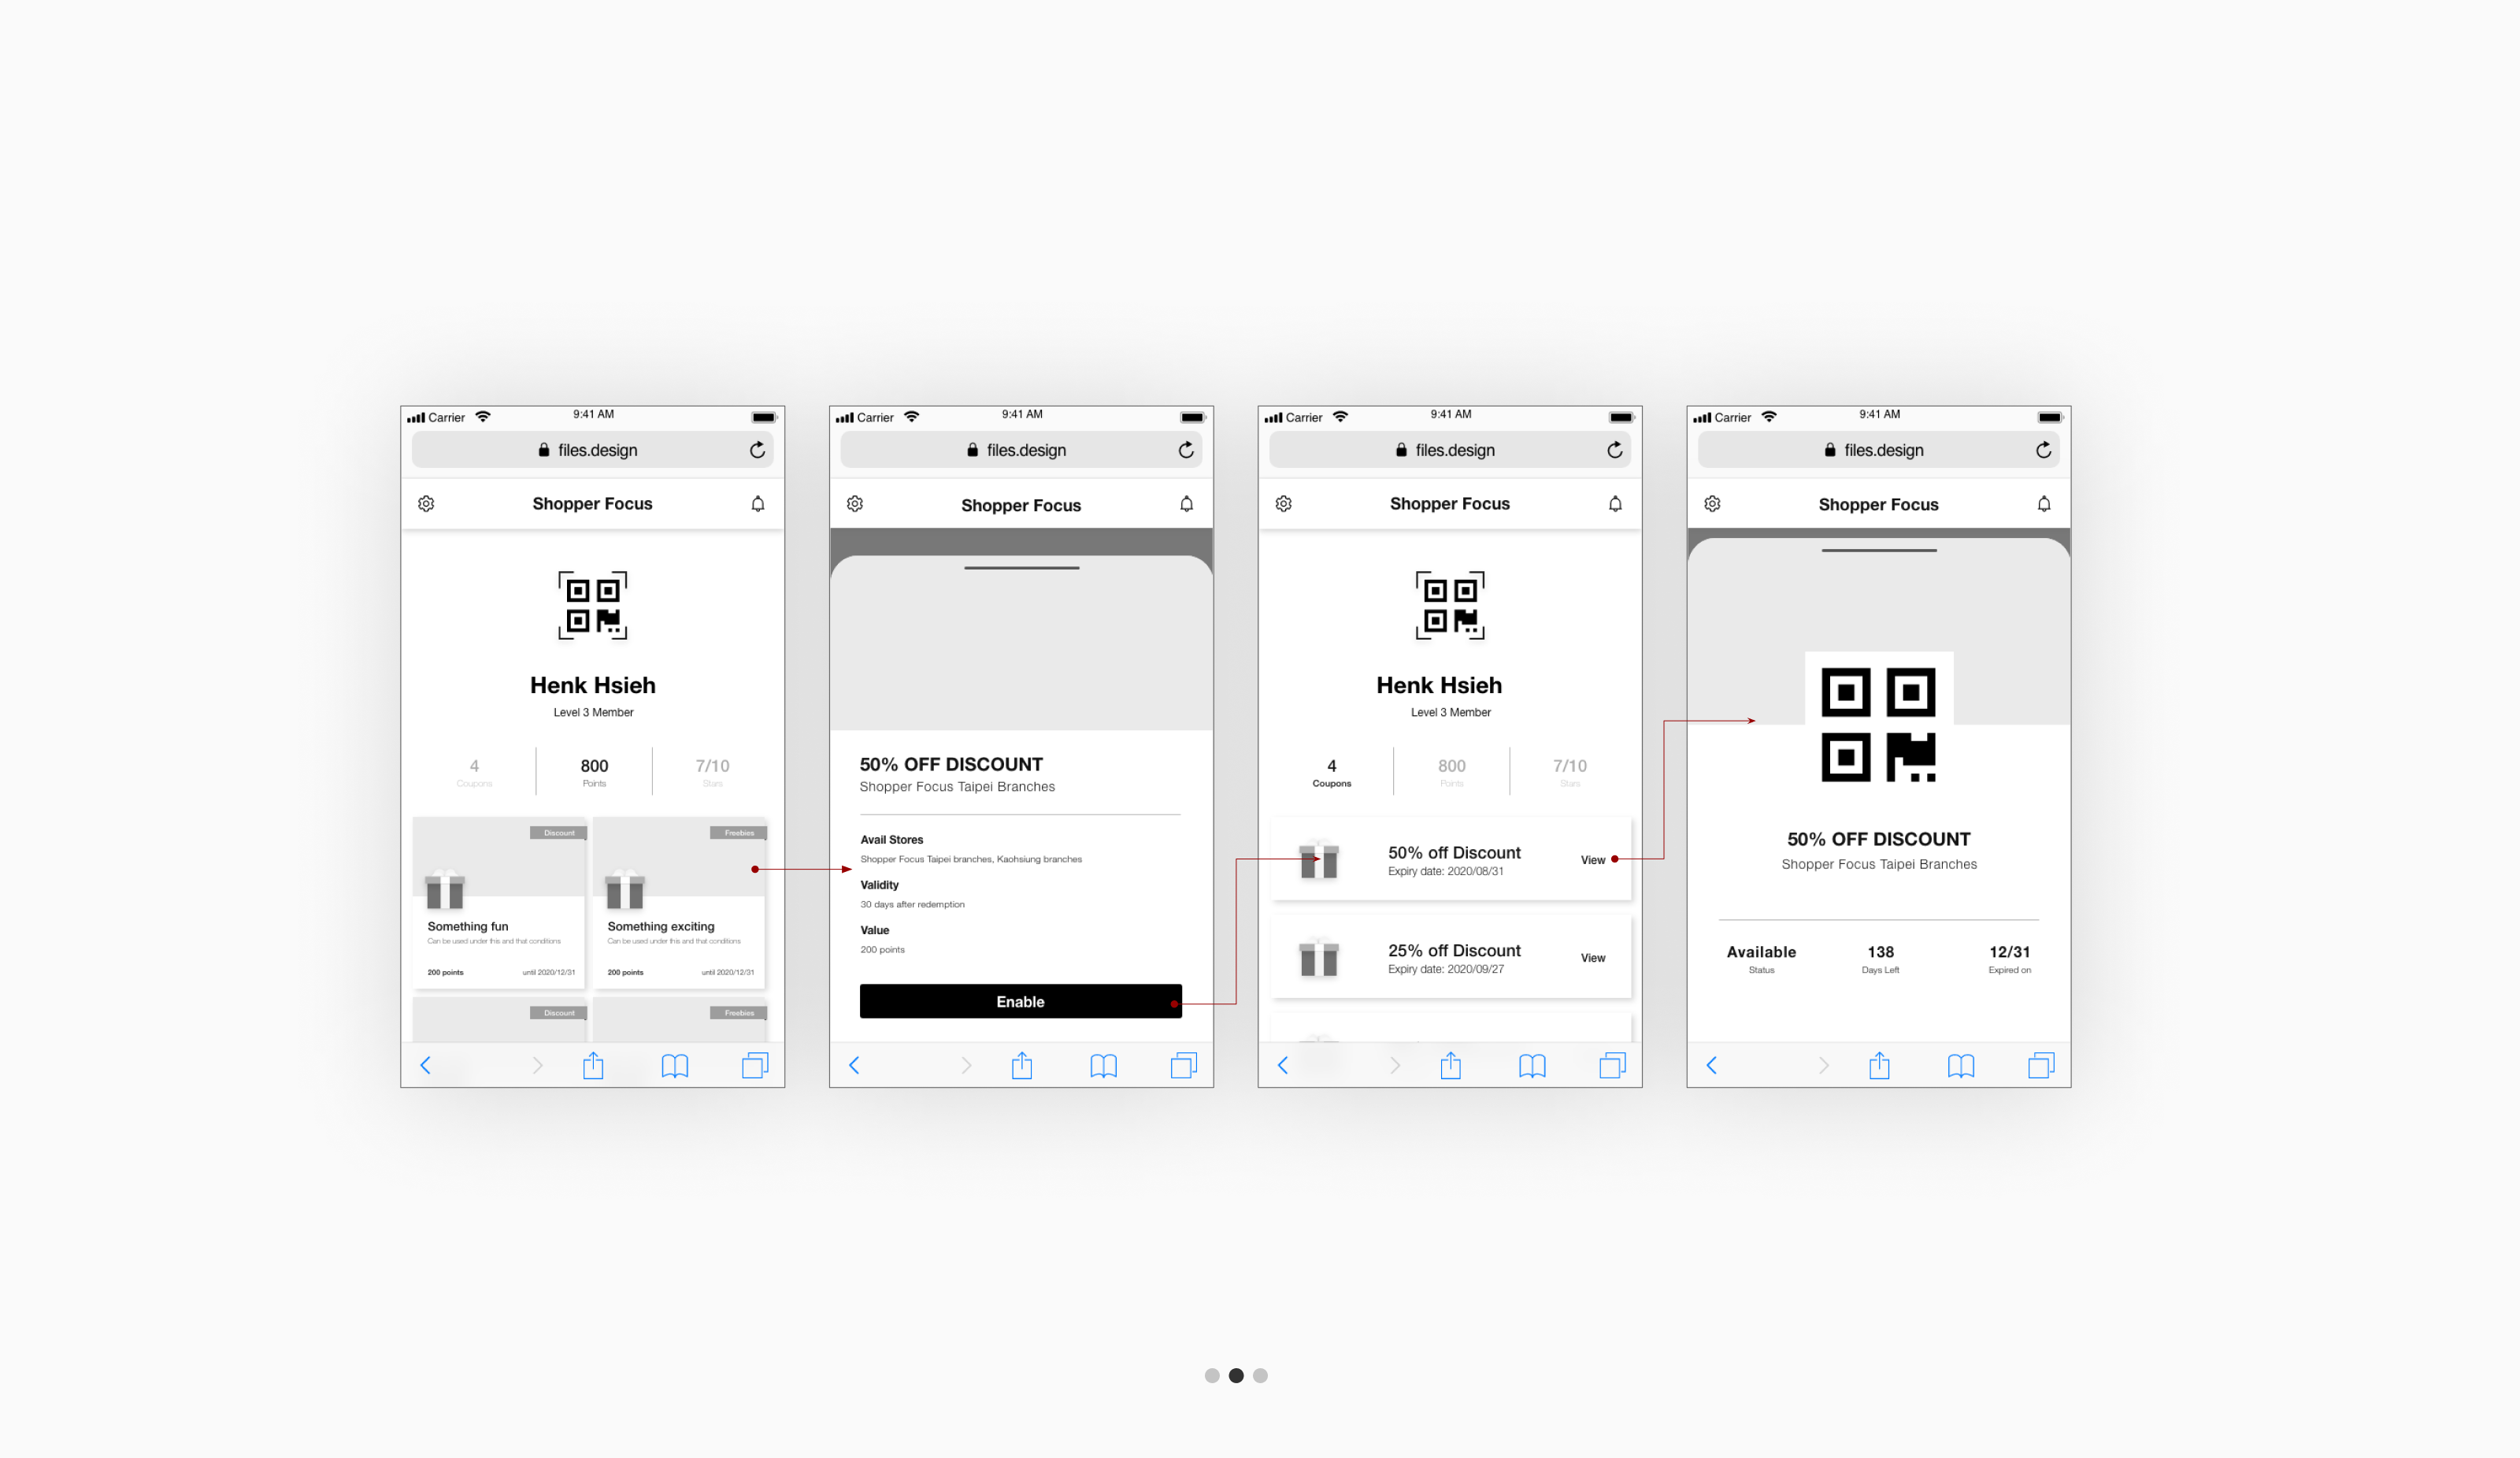 Carrier
9:41 AM
files.design
Shopper Focus
Henk Hsieh
Level 3 Member
4
Coupons
800
Points
7/10
Stars
Discount
Something fun
Can be used under this and that conditions
200 points
until 2020/12/31
Freebies
Something exciting
Can be used under this and that conditions
200 points
until 2020/12/31
Discount
Freebies
Carrier
9:41 AM
files.design
Shopper Focus
50% OFF DISCOUNT
Shopper Focus Taipei Branches
Avail Stores
Shopper Focus Taipei branches, Kaohsiung branches
Validity
30 days after redemption
Value
200 points
Enable
Carrier
9:41 AM
files.design
Shopper Focus
Henk Hsieh
Level 3 Member
4
Coupons
800
Points
7/10
Stars
50% off Discount
Expiry date: 2020/08/31
View
25% off Discount
Expiry date: 2020/09/27
View
Carrier
9:41 AM
files.design
Shopper Focus
50% OFF DISCOUNT
Shopper Focus Taipei Branches
Available
Status
138
Days Left
12/31
Expired on